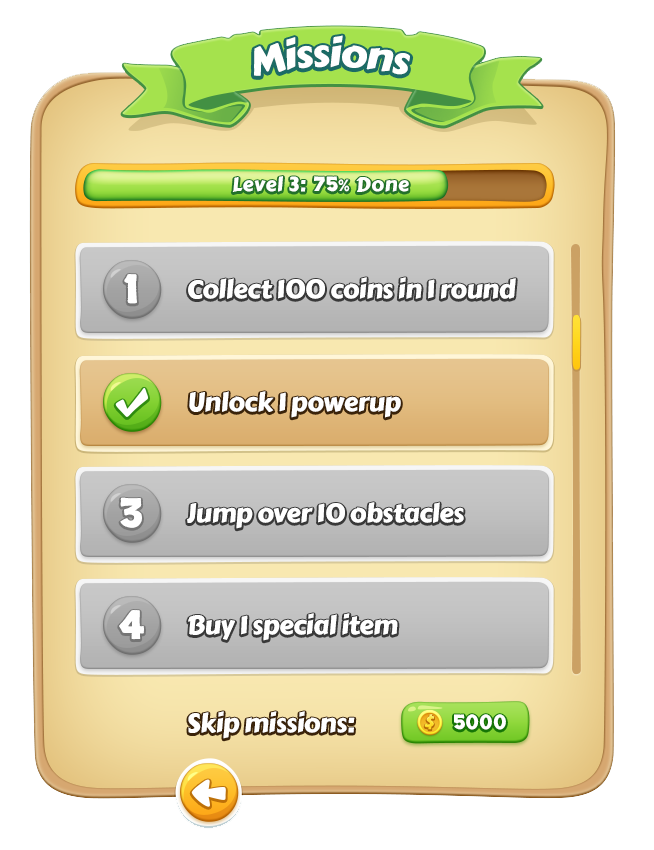 Missions
Level 3: 75% Done
1 Collect 100 coins in 1 round
Unlock 1 powerup
3 Jump over 10 obstacles
4 Buy 1 special item
Skip missions: $ 5000